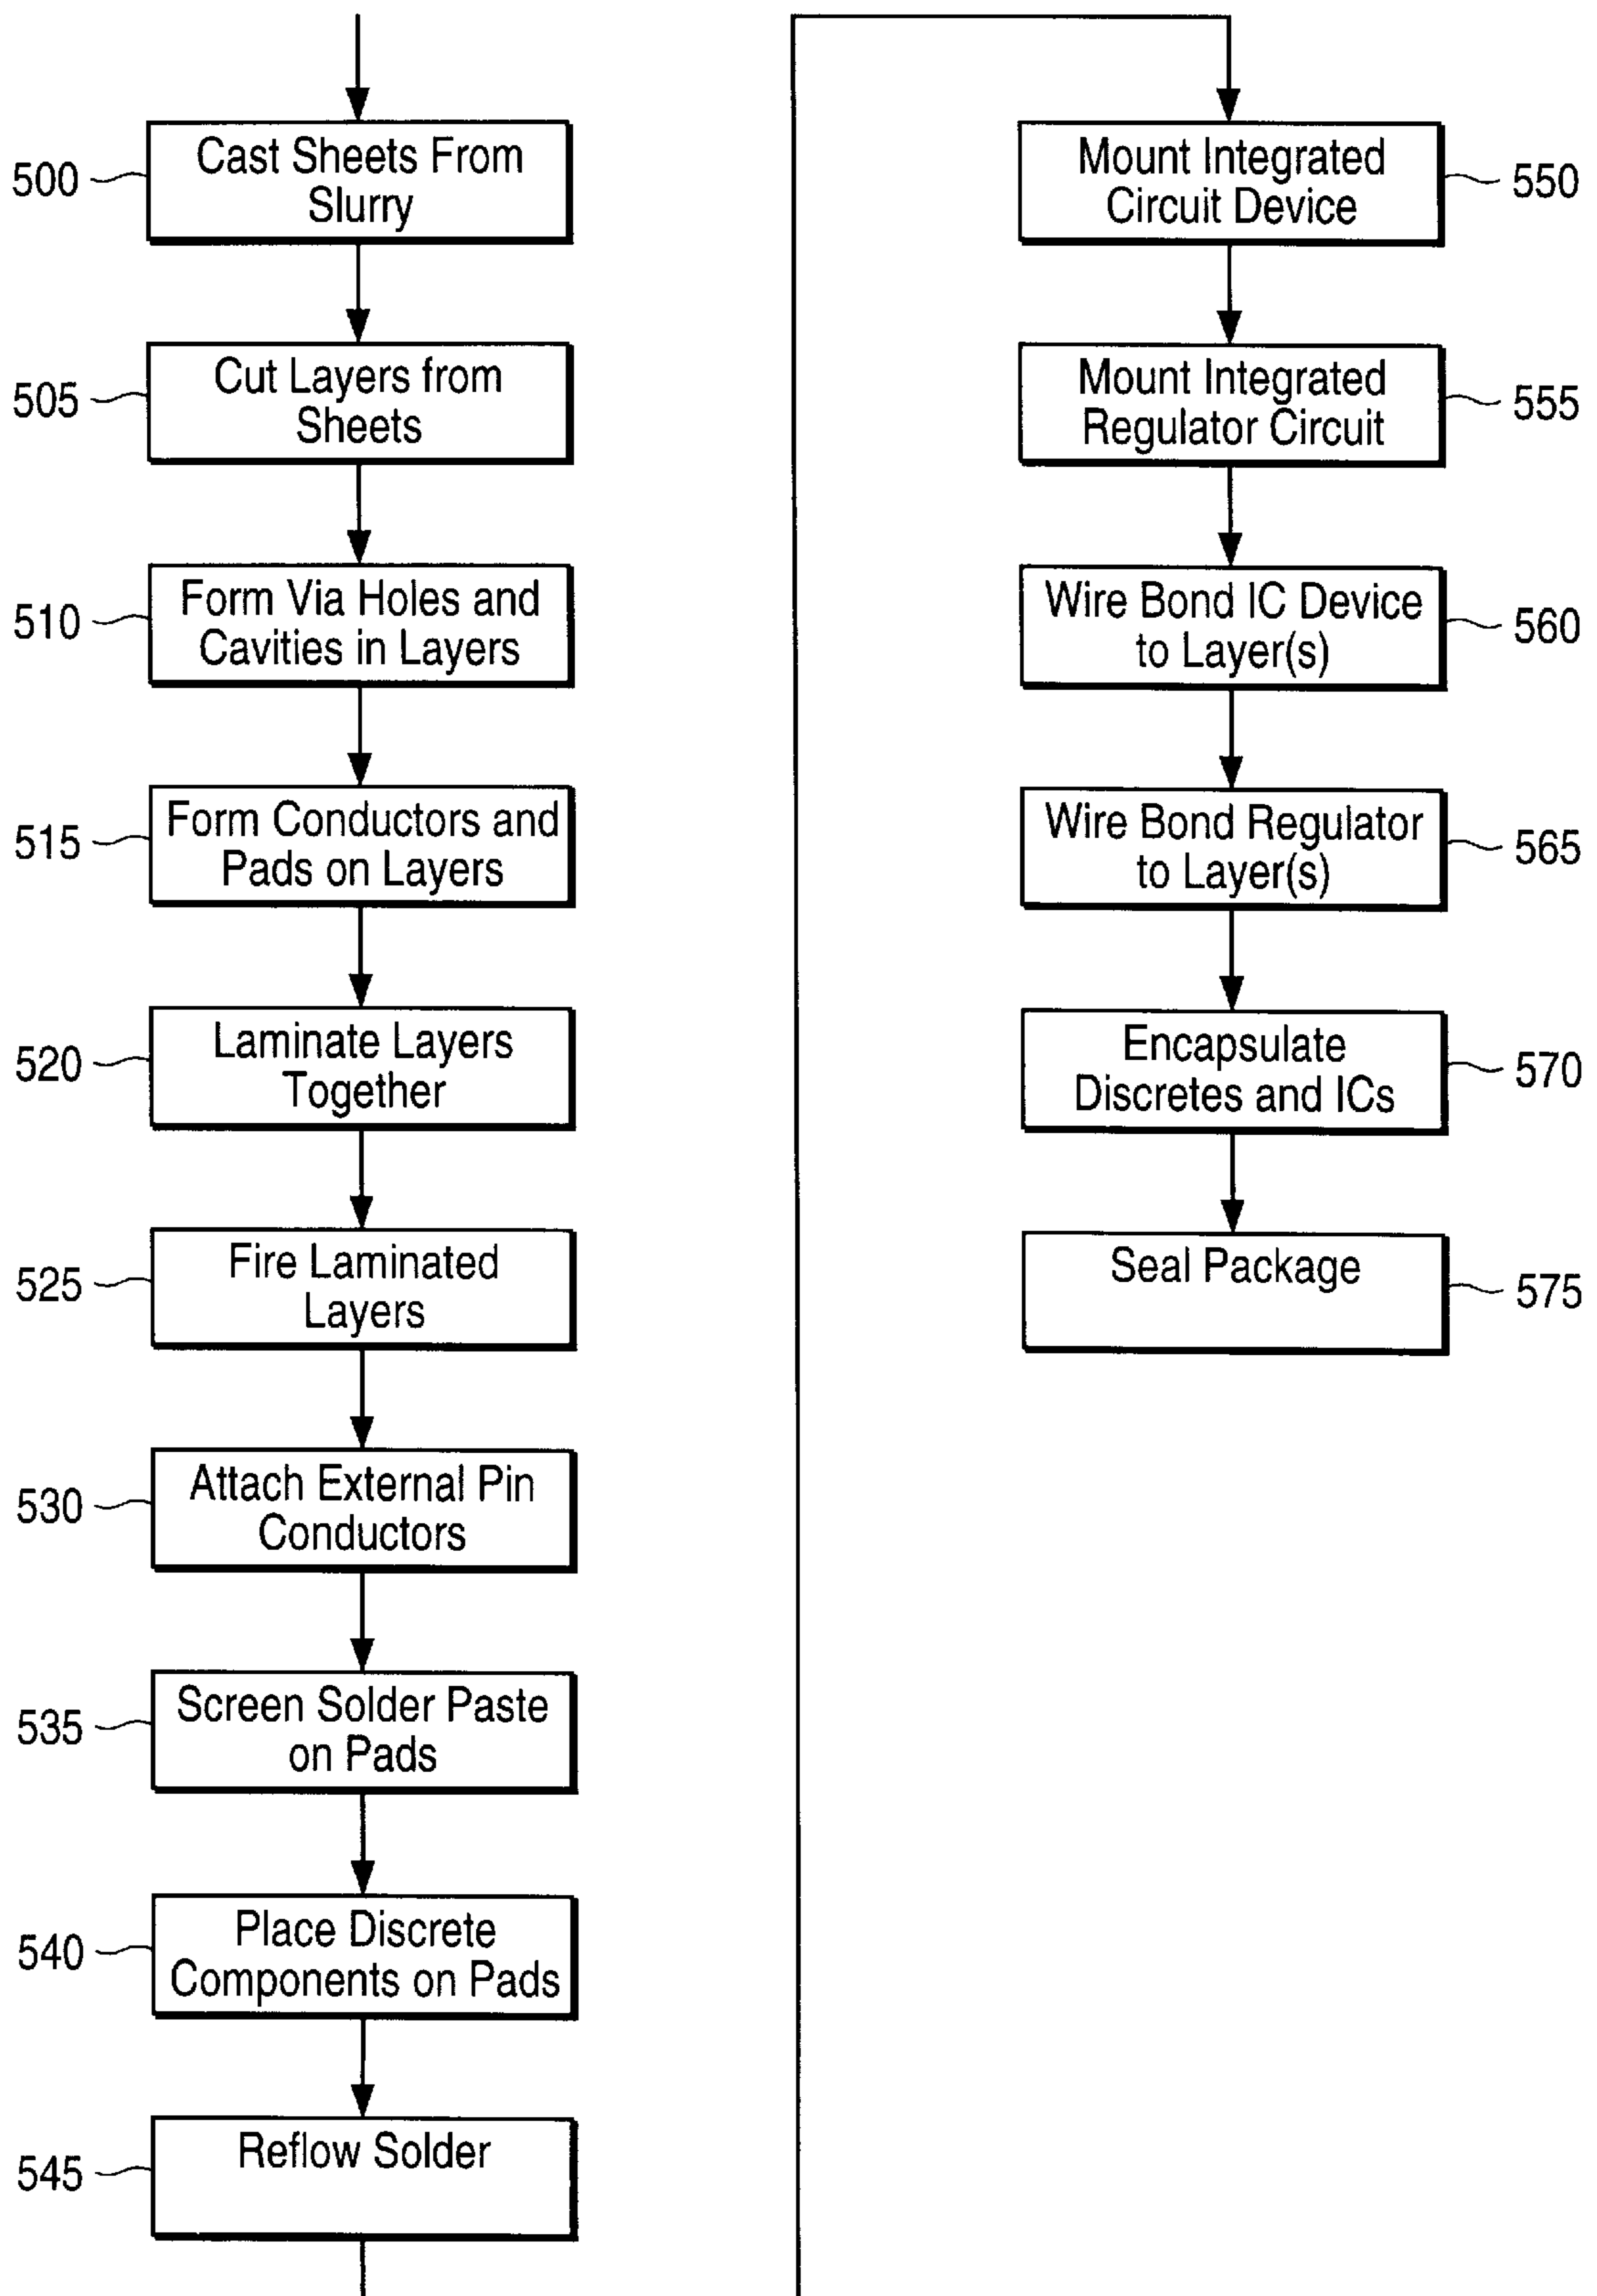 500
Cast Sheets From
Slurry
505
Cut Layers from
Sheets
510
Form Via Holes and
Cavities in Layers
515
Form Conductors and
Pads on Layers
520
Laminate Layers
Together
525
Fire Laminated
Layers
530
Attach External Pin
Conductors
535
Screen Solder Paste
on Pads
540
Place Discrete
Components on Pads
545
Reflow Solder
Mount Integrated
Circuit Device
550
Mount Integrated
Regulator Circuit
555
Wire Bond IC Device
to Layer(s)
560
Wire Bond Regulator
to Layer(s)
565
Encapsulate
Discretes and ICs
570
Seal Package
575